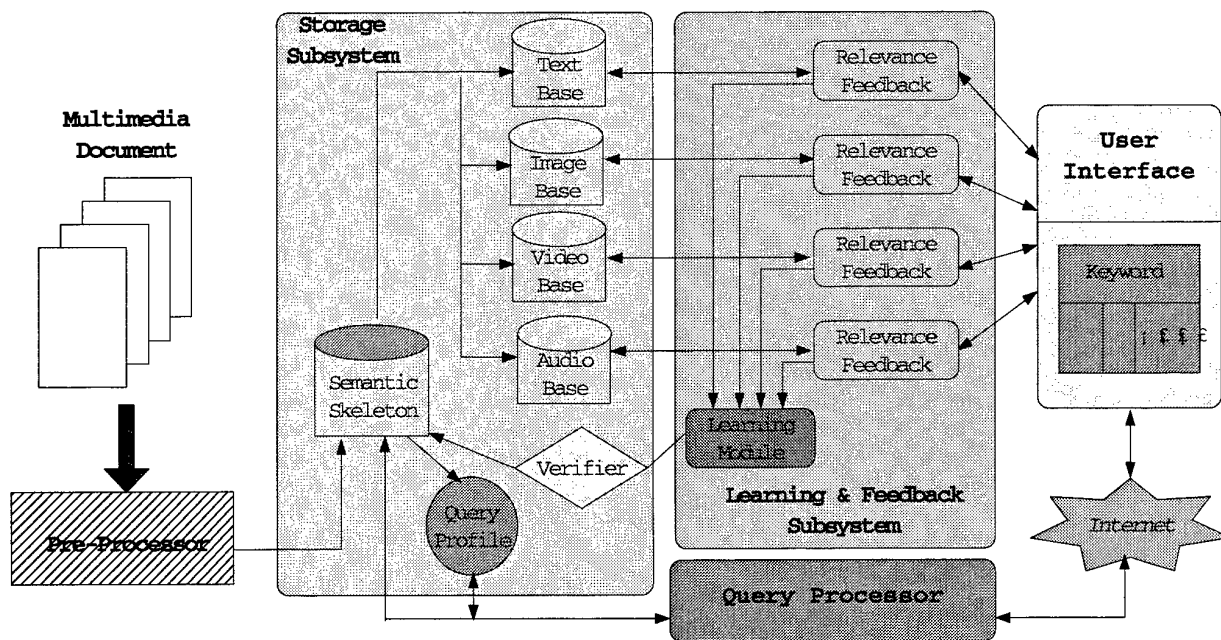 Storage
Subsystem
Multimedia
Document
Text
Base
Image
Base
Video
Base
Audio
Base
Semantic
Skeleton
Query
Profile
Pre-Processor
Verifier
Relevance
Feedback
Relevance
Feedback
Relevance
Feedback
Relevance
Feedback
Learning
Module
Learning & Feedback
Subsystem
Query Processor
User
Interface
Keyword
¡ £ £ £
Internet